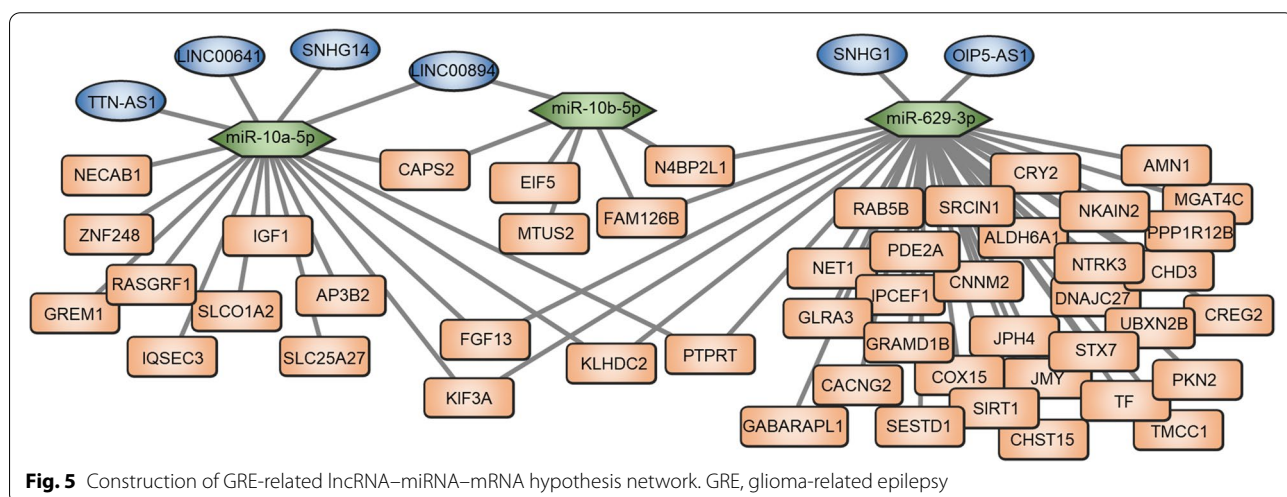 LINC00641
SNHG14
SNHG1
OIP5-AS1
LINC00894
TTN-AS1
miR-10b-5p
miR-629-3p
miR-10a-5p
NECAB1
CAPS2
N4BP2L1
CRY2
AMN1
EIF5
MGAT4C
RAB5B
SRCIN1
NKAIN2
FAM126B
ZNF248
IGF1
MTUS2
ALDH6A1
PPP1R12B
PDE2A
NET1
NTRK3
CHD3
RASGRF1
CNNM2
IPCEF1
DNAJC27
AP3B2
GREM1
SLCO1A2
GLRA3
UBXN2B
CREG2
FGF13
GRAMD1B
JPH4
STX7
IQSEC3
SLC25A27
KLHDC2
PTPRT
CACNG2
COX15
JMY
PKN2
KIF3A
SIRT1
TF
GABARAPL1
SESTD1
CHST15
TMCC1
Fig. 5 Construction of GRE-related lncRNA–miRNA–mRNA hypothesis network. GRE, glioma-related epilepsy